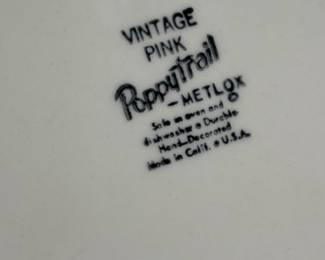 VINTAGE
PINK
PoppyTrail
-METLOX ©
Safe in oven and
dishwasher • Durable
Hand-Decorated
Made in Calif. • U.S.A.